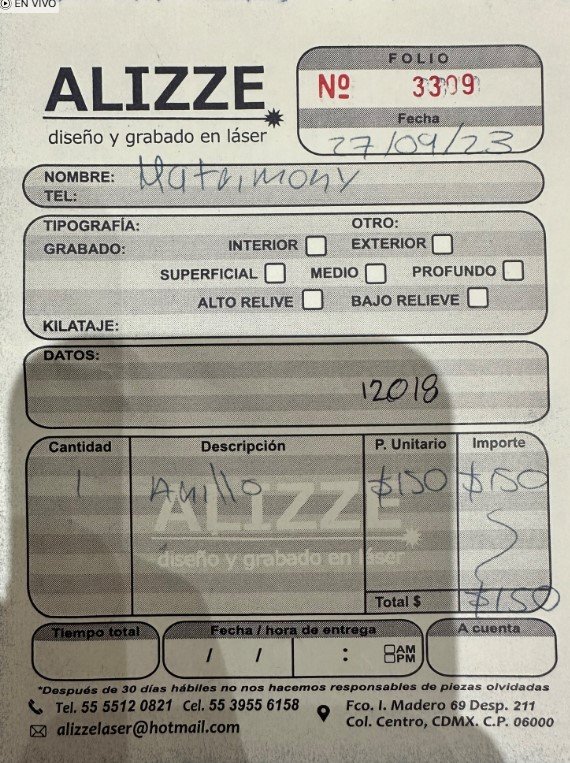 EN VIVO
ALIZZE
diseño y grabado en láser
FOLIO
Nº 3309
Fecha
27/09/23
NOMBRE: Matrimony
TEL:
TIPOGRAFÍA: OTRO:
GRABADO: INTERIOR EXTERIOR
SUPERFICIAL MEDIO PROFUNDO
ALTO RELIVE BAJO RELIEVE
KILATAJE:
DATOS:
12018
Cantidad Descripción P. Unitario Importe
1 Anillo $150 $150
ALIZZE
diseño y grabado en láser
Total $ $150
Tiempo total Fecha / hora de entrega A cuenta
/ / : AM
PM
*Después de 30 días hábiles no nos hacemos responsables de piezas olvidadas
Tel. 55 5512 0821 Cel. 55 3955 6158
alizzelaser@hotmail.com
Fco. I. Madero 69 Desp. 211
Col. Centro, CDMX. C.P. 06000